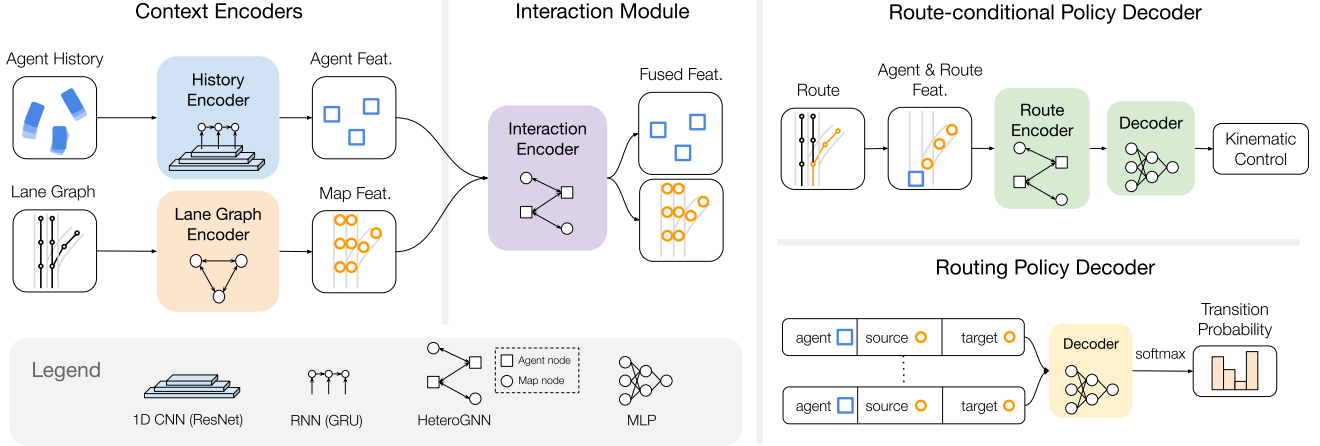 Context Encoders
Agent History
History
Encoder
Agent Feat.
Lane Graph
Lane Graph
Encoder
Map Feat.
Interaction Module
Interaction
Encoder
Fused Feat.
Route-conditional Policy Decoder
Route
Agent & Route
Feat.
Route
Encoder
Decoder
Kinematic
Control
Routing Policy Decoder
agent source target
agent source target
Decoder
softmax
Transition
Probability
Legend
1D CNN (ResNet)
RNN (GRU)
HeteroGNN
Agent node
Map node
MLP